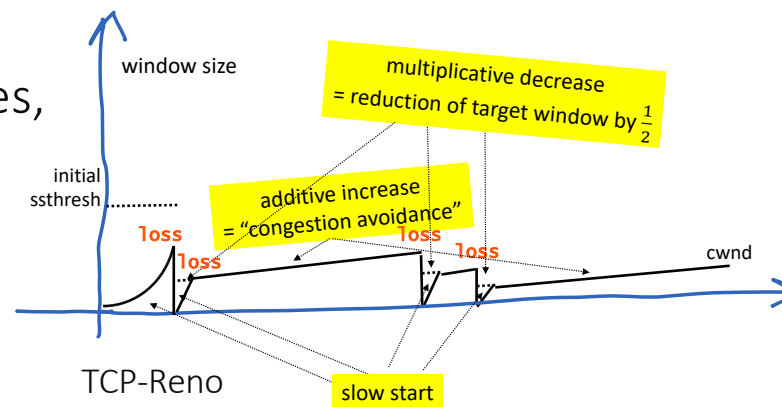 window size
es,
multiplicative decrease
= reduction of target window by 1/2
initial
ssthresh
additive increase
= “congestion avoidance”
loss
loss
loss
loss
cwnd
TCP-Reno
slow start